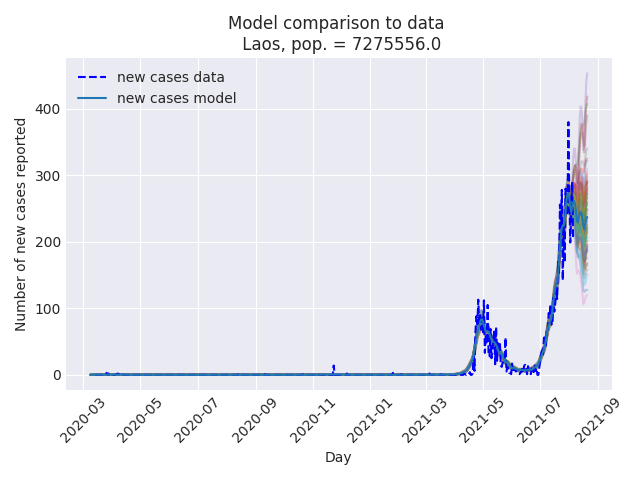 Model comparison to data
Laos, pop. = 7275556.0
new cases data
new cases model
Number of new cases reported
400
300
200
100
0
2020-03
2020-05
2020-07
2020-09
2020-11
2021-01
2021-03
2021-05
2021-07
2021-09
Day